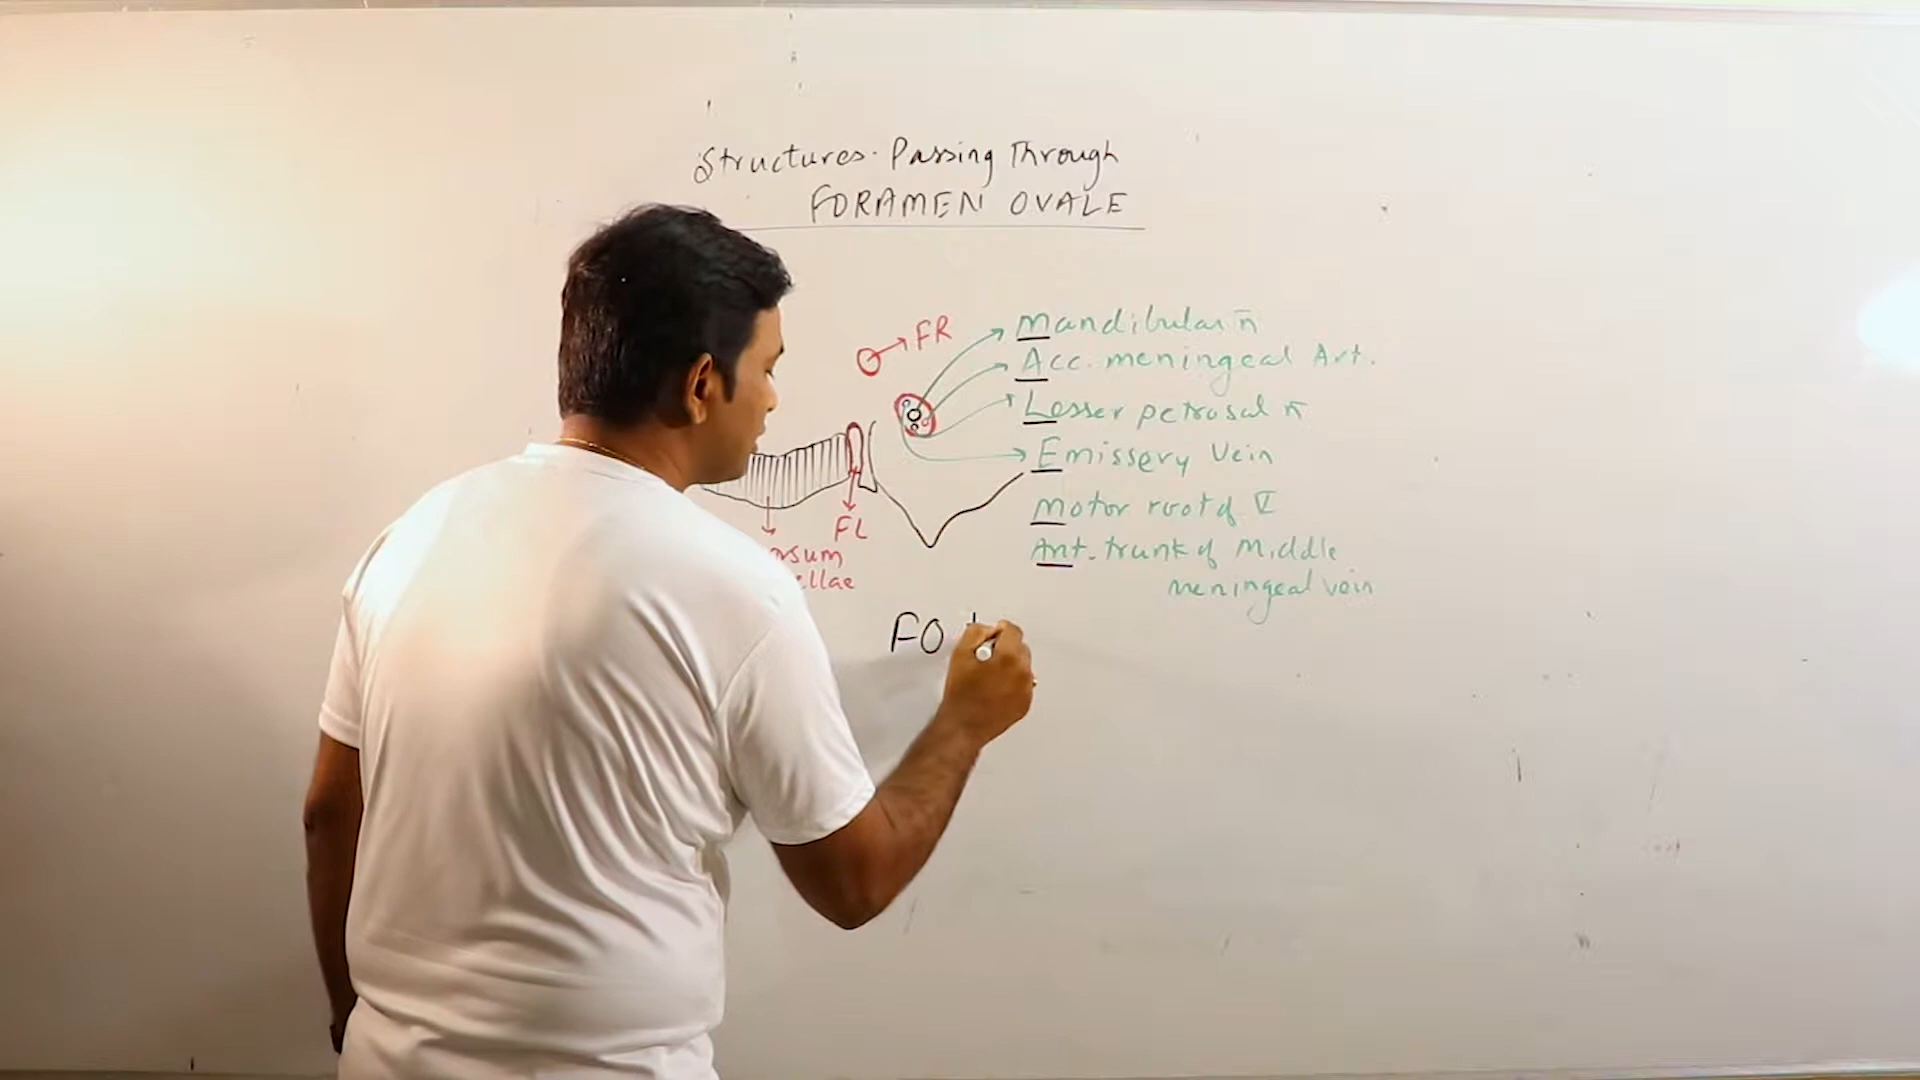 Structures Passing Through
FORAMEN OVALE
FR
Mandibular n
Acc. meningeal Art.
Lesser petrosal n
Emissery Vein
Motor root of V
Ant. trunk of Middle
meningeal vein
FL
FO